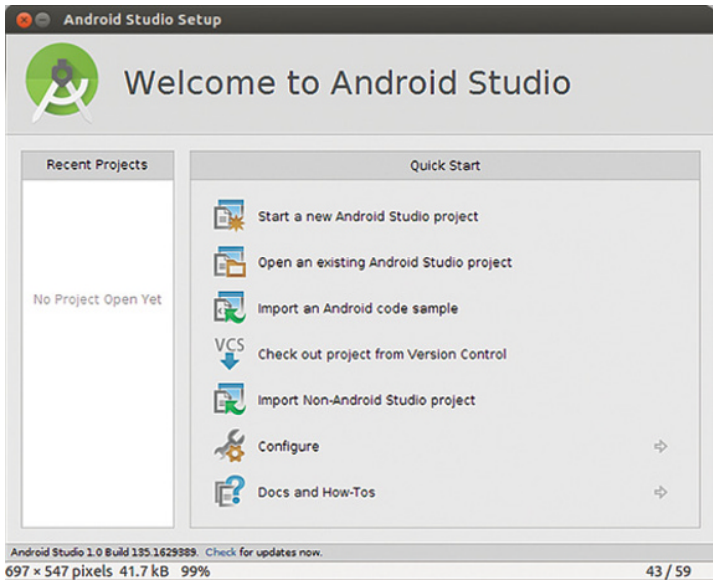 Android Studio Setup
Welcome to Android Studio
Recent Projects
No Project Open Yet
Quick Start
Start a new Android Studio project
Open an existing Android Studio project
Import an Android code sample
VCS
Check out project from Version Control
Import Non-Android Studio project
Configure
Docs and How-Tos
Android Studio 1.0 Build 135.1629389. Check for updates now.
697 × 547 pixels 41.7 kB 99%
43 / 59